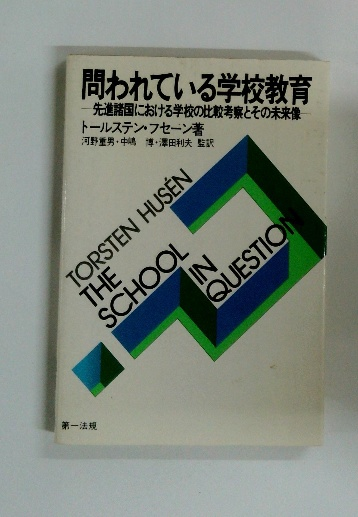 問われている学校教育
―先進諸国における学校の比較考察とその未来像―
トールステン・フセーン著
河野重男・中嶋 博・澤田利夫 監訳
TORSTEN HUSÉN
THE
SCHOOL
IN
QUESTION
第一法規